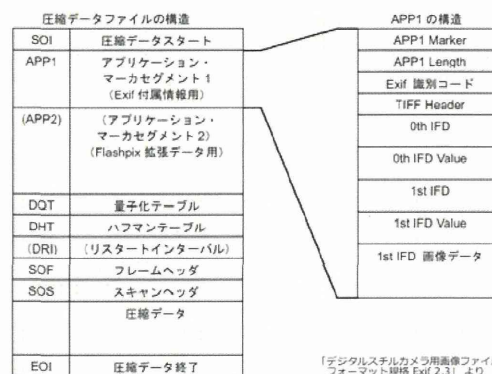 圧縮データファイルの構造
SOI 圧縮データスタート
APP1 アプリケーション・
マーカセグメント1
(Exif 付属情報用)
(APP2) (アプリケーション・
マーカセグメント2)
(Flashpix 拡張データ用)
DQT 量子化テーブル
DHT ハフマンテーブル
(DRI) (リスタートインターバル)
SOF フレームヘッダ
SOS スキャンヘッダ
圧縮データ
EOI 圧縮データ終了
APP1 の構造
APP1 Marker
APP1 Length
Exif 識別コード
TIFF Header
0th IFD
0th IFD Value
1st IFD
1st IFD Value
1st IFD 画像データ
「デジタルスチルカメラ用画像ファイル
フォーマット規格 Exif 2.3」 より